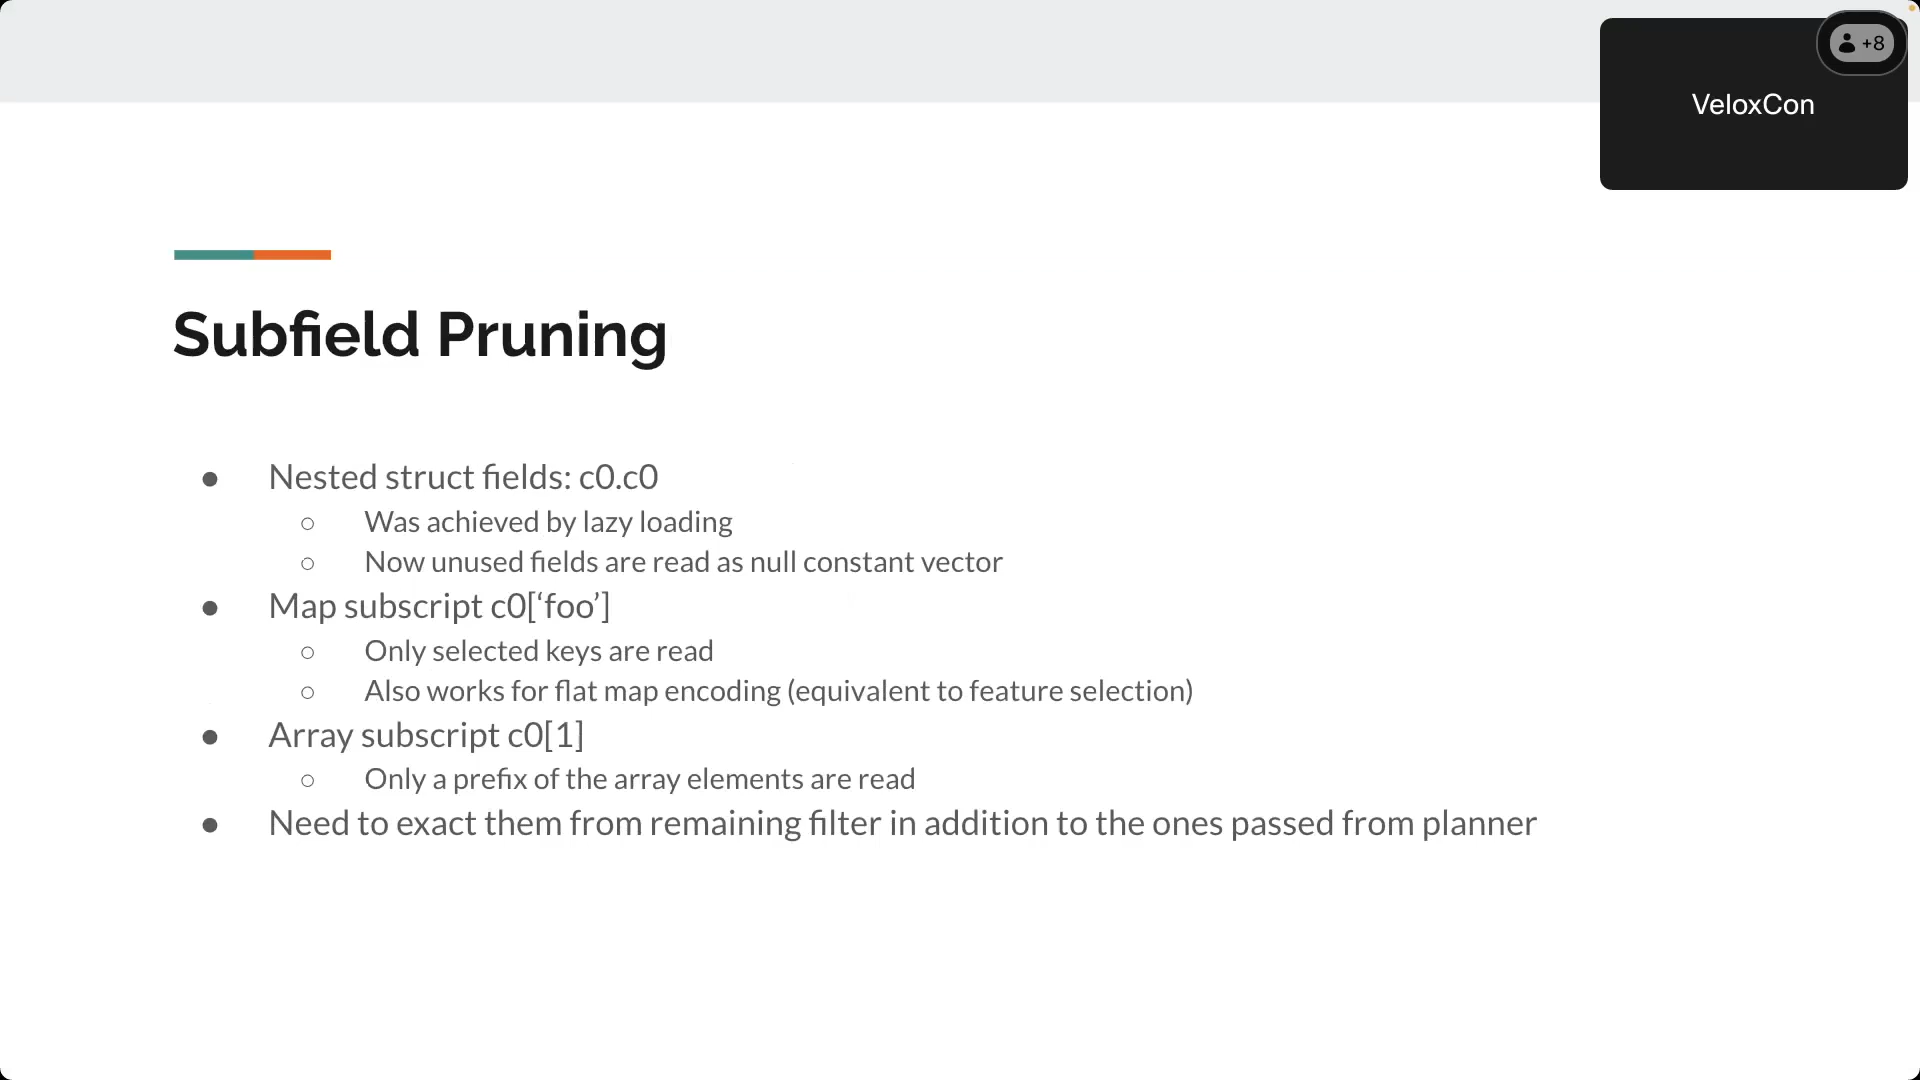 +8
VeloxCon
Subfield Pruning
● Nested struct fields: c0.c0
○ Was achieved by lazy loading
○ Now unused fields are read as null constant vector
● Map subscript c0[‘foo’]
○ Only selected keys are read
○ Also works for flat map encoding (equivalent to feature selection)
● Array subscript c0[1]
○ Only a prefix of the array elements are read
● Need to exact them from remaining filter in addition to the ones passed from planner